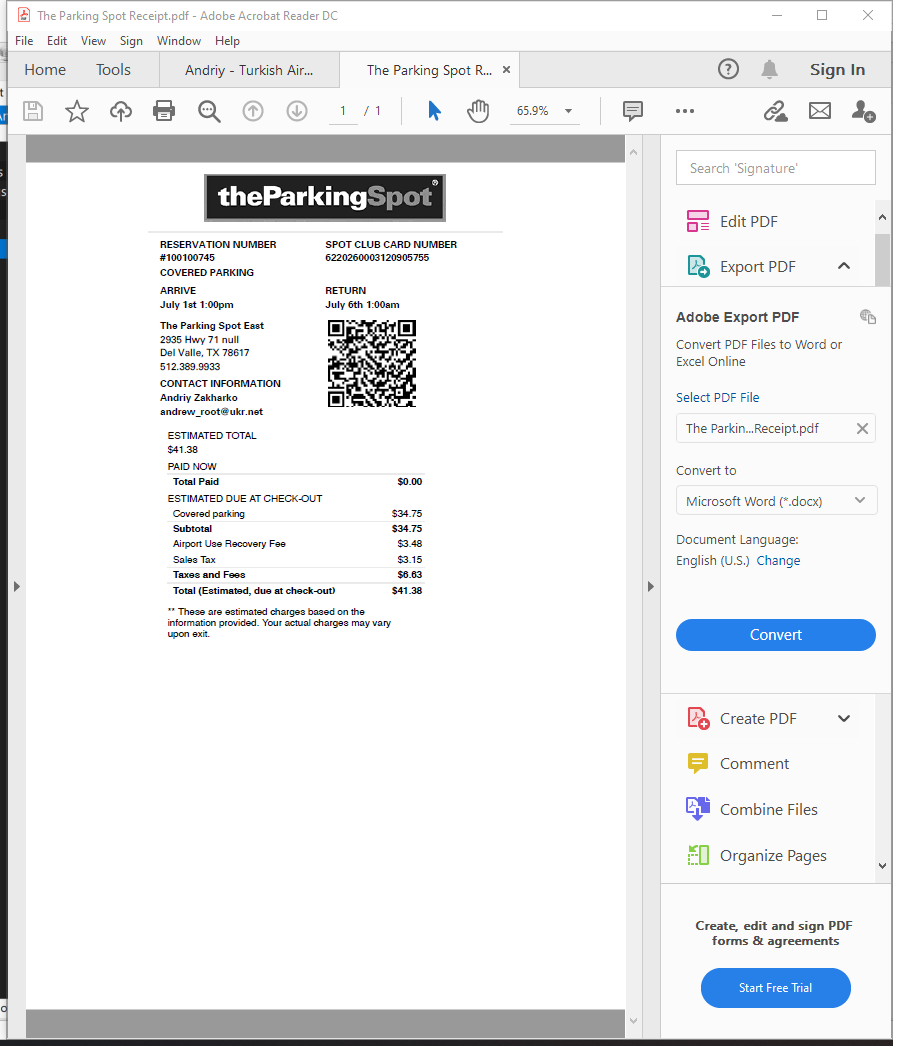 The Parking Spot Receipt.pdf - Adobe Acrobat Reader DC
File Edit View Sign Window Help
Home Tools Andriy - Turkish Air... The Parking Spot R... × Sign In
1 / 1 65.9%
theParkingSpot®
RESERVATION NUMBER
#100100745
COVERED PARKING
SPOT CLUB CARD NUMBER
6220260003120905755
ARRIVE
July 1st 1:00pm
RETURN
July 6th 1:00am
The Parking Spot East
2935 Hwy 71 null
Del Valle, TX 78617
512.389.9933
CONTACT INFORMATION
Andriy Zakharko
andrew_root@ukr.net
ESTIMATED TOTAL
$41.38
PAID NOW
Total Paid $0.00
ESTIMATED DUE AT CHECK-OUT
Covered parking $34.75
Subtotal $34.75
Airport Use Recovery Fee $3.48
Sales Tax $3.15
Taxes and Fees $6.63
Total (Estimated, due at check-out) $41.38
** These are estimated charges based on the
information provided. Your actual charges may vary
upon exit.
Search 'Signature'
Edit PDF
Export PDF
Adobe Export PDF
Convert PDF Files to Word or
Excel Online
Select PDF File
The Parkin...Receipt.pdf
Convert to
Microsoft Word (*.docx)
Document Language:
English (U.S.) Change
Convert
Create PDF
Comment
Combine Files
Organize Pages
Create, edit and sign PDF
forms & agreements
Start Free Trial